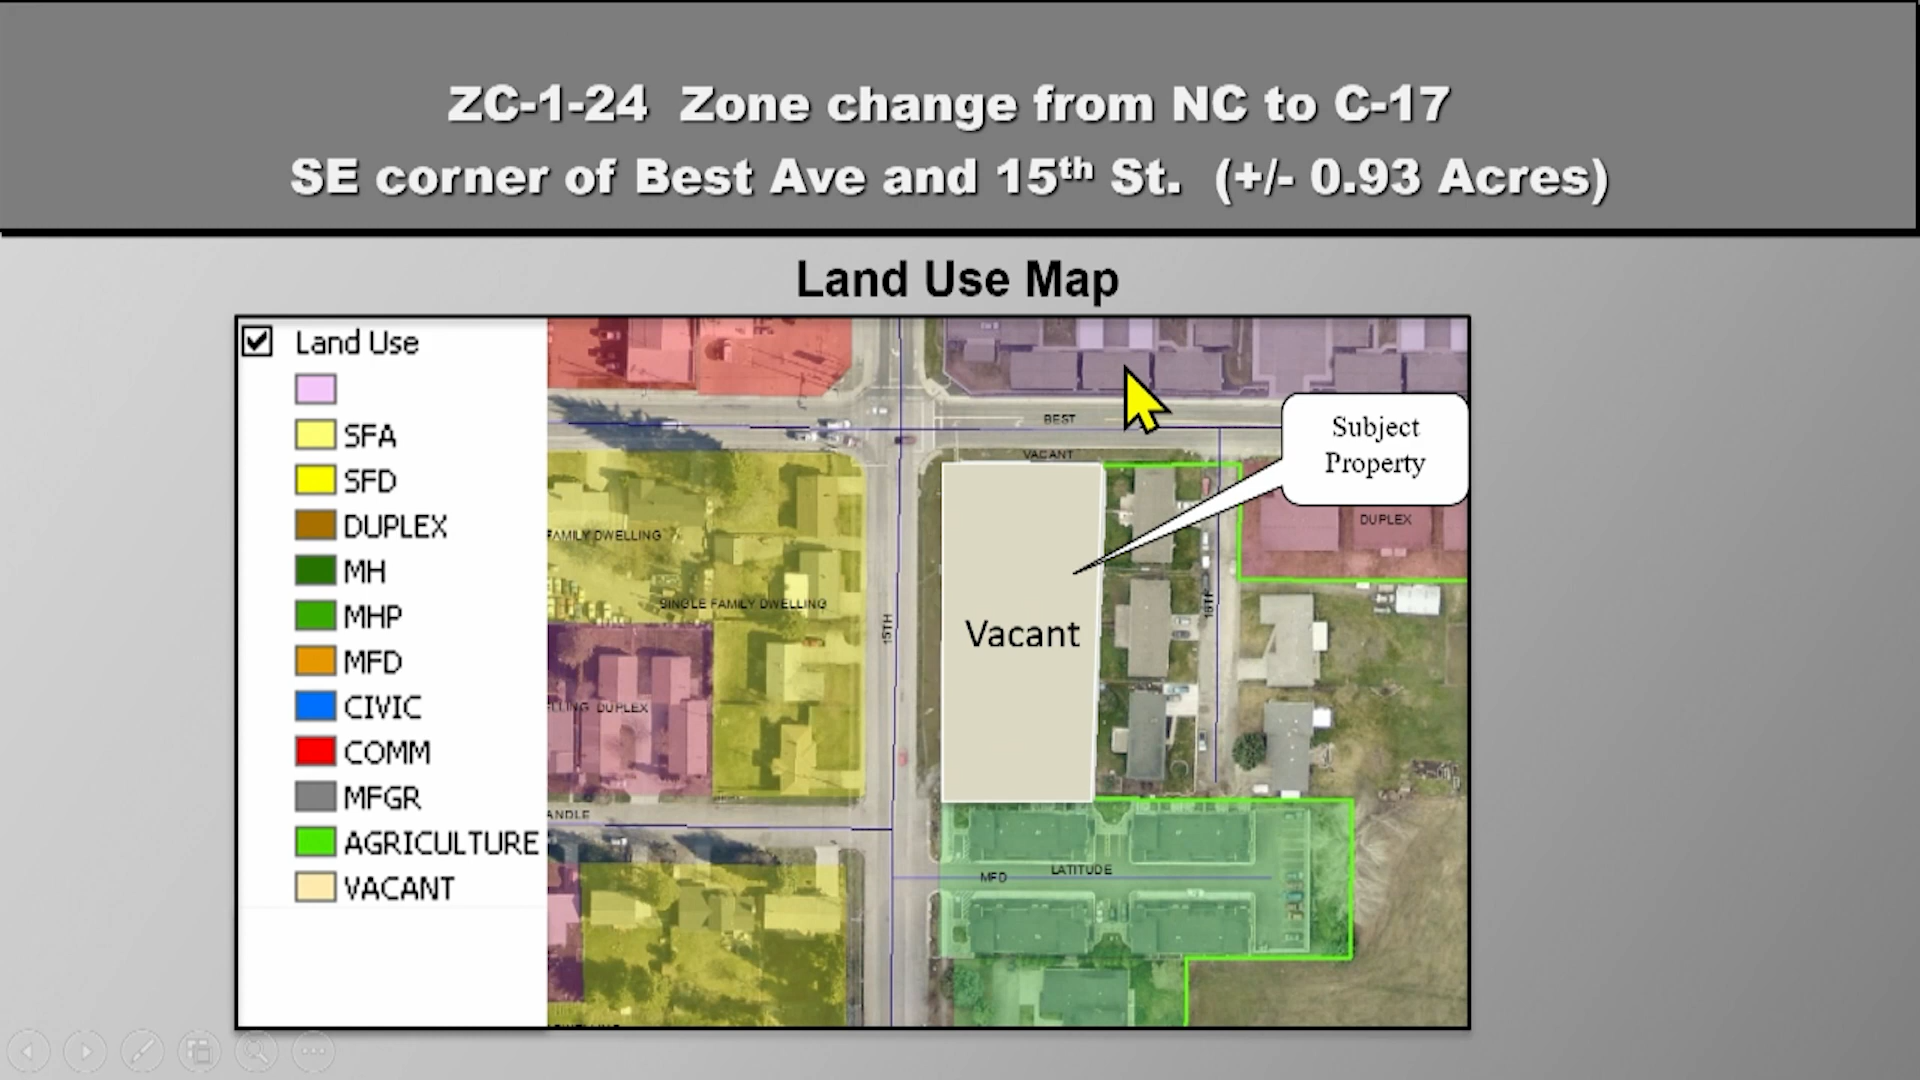 ZC-1-24 Zone change from NC to C-17
SE corner of Best Ave and 15th St. (+/- 0.93 Acres)
Land Use Map
Land Use
SFA
SFD
DUPLEX
MH
MHP
MFD
CIVIC
COMM
MFGR
AGRICULTURE
VACANT
BEST
VACANT
Subject
Property
DUPLEX
FAMILY DWELLING
SINGLE FAMILY DWELLING
15TH
Vacant
LLING DUPLEX
ANDLE
LATITUDE
MFD